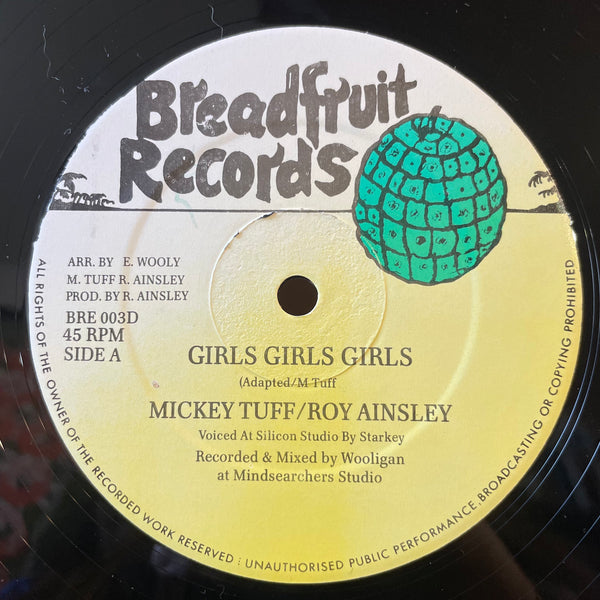 Breadfruit
Records
ARR. BY E. WOOLY
M. TUFF R. AINSLEY
PROD. BY R. AINSLEY
BRE 003D
45 RPM
SIDE A
GIRLS GIRLS GIRLS
(Adapted/M Tuff
MICKEY TUFF/ROY AINSLEY
Voiced At Silicon Studio By Starkey
Recorded & Mixed by Wooligan
at Mindsearchers Studio
ALL RIGHTS OF THE OWNER OF THE RECORDED WORK RESERVED : UNAUTHORISED PUBLIC PERFORMANCE, BROADCASTING OR COPYING PROHIBITED